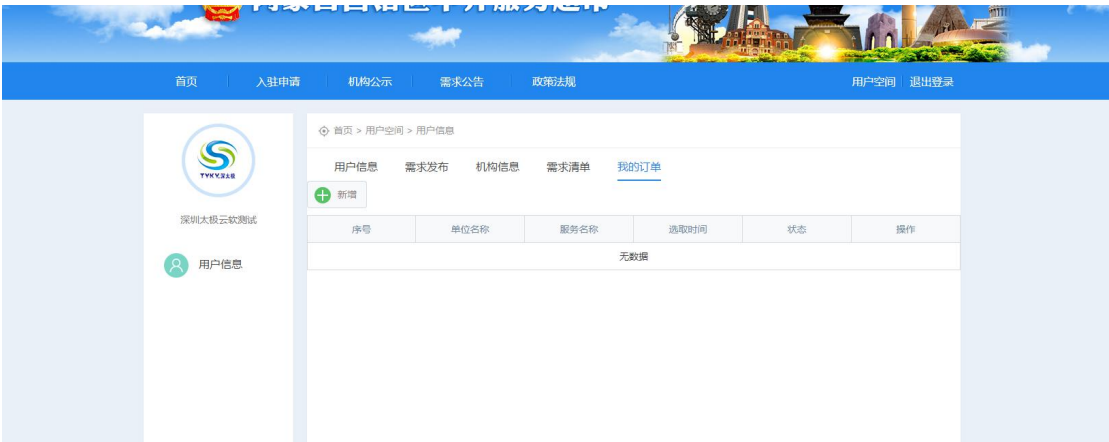 首页 入驻申请 机构公示 需求公告 政策法规 用户空间 退出登录
首页 > 用户空间 > 用户信息
用户信息 需求发布 机构信息 需求清单 我的订单
新增
序号 单位名称 服务名称 选取时间 状态 操作
无数据
TYKY.深太极
深圳太极云软测试
用户信息